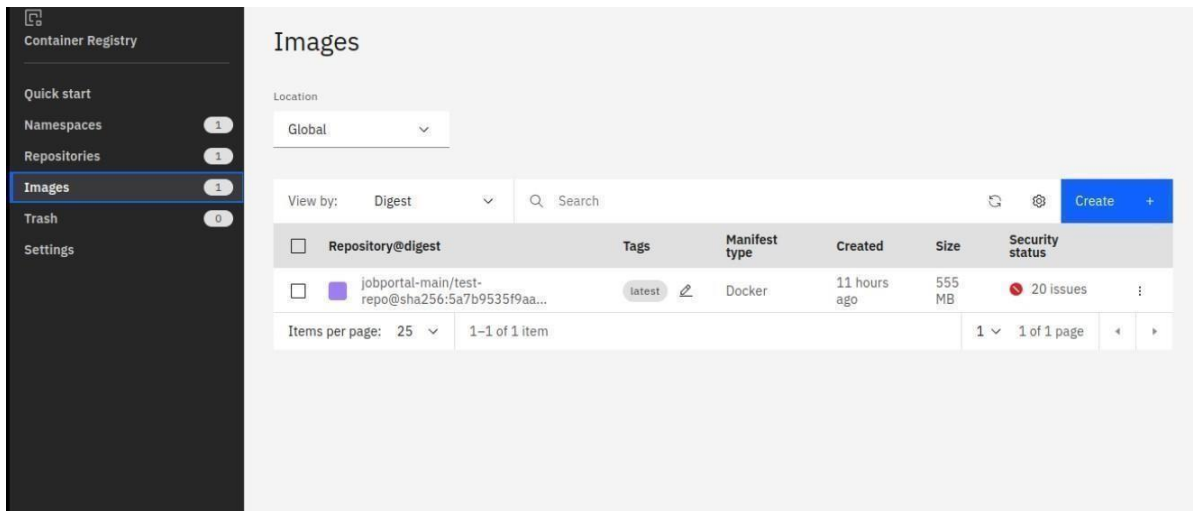 Container Registry
Quick start
Namespaces 1
Repositories 1
Images 1
Trash 0
Settings
Images
Location
Global
View by: Digest Search Create +
Repository@digest Tags Manifest type Created Size Security status
jobportal-main/test-
repo@sha256:5a7b9535f9aa... latest Docker 11 hours ago 555 MB 20 issues
Items per page: 25 1–1 of 1 item 1 1 of 1 page